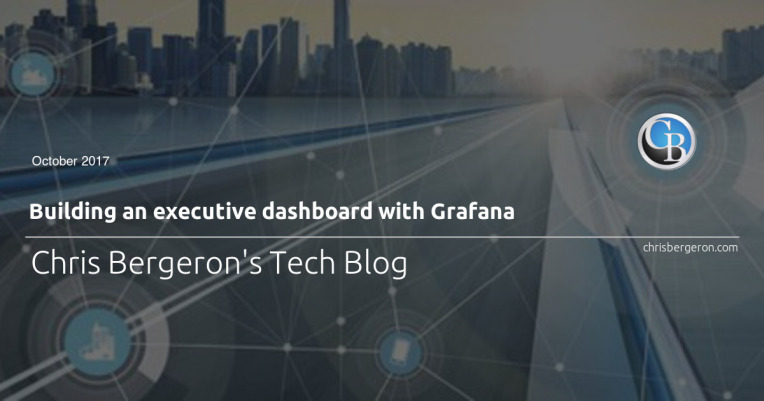 October 2017
CB
Building an executive dashboard with Grafana
chrisbergeron.com
Chris Bergeron's Tech Blog